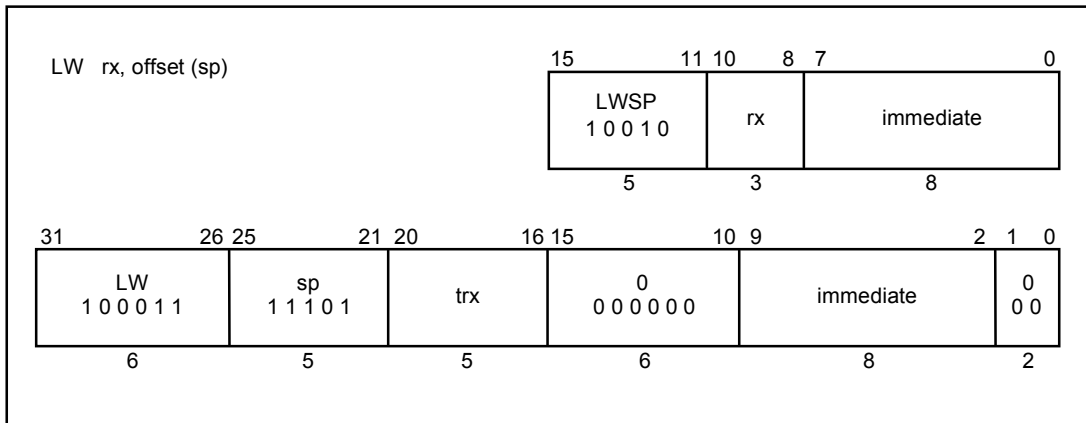 LW rx, offset (sp)
15 11 10 8 7 0
LWSP rx immediate
1 0 0 1 0
5 3 8
31 26 25 21 20 16 15 10 9 2 1 0
LW sp trx 0 immediate 0
1 0 0 0 1 1 1 1 1 0 1 0 0 0 0 0 0 0 0
6 5 5 6 8 2